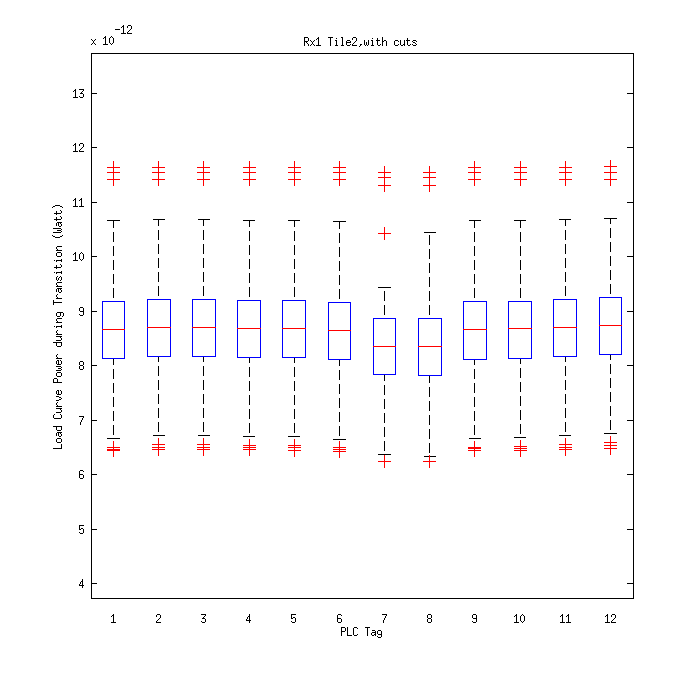 x 10-12
Rx1 Tile2,with cuts
13
12
11
10
9
8
7
6
5
4
Load Curve Power during Transition (Watt)
1 2 3 4 5 6 7 8 9 10 11 12
PLC Tag